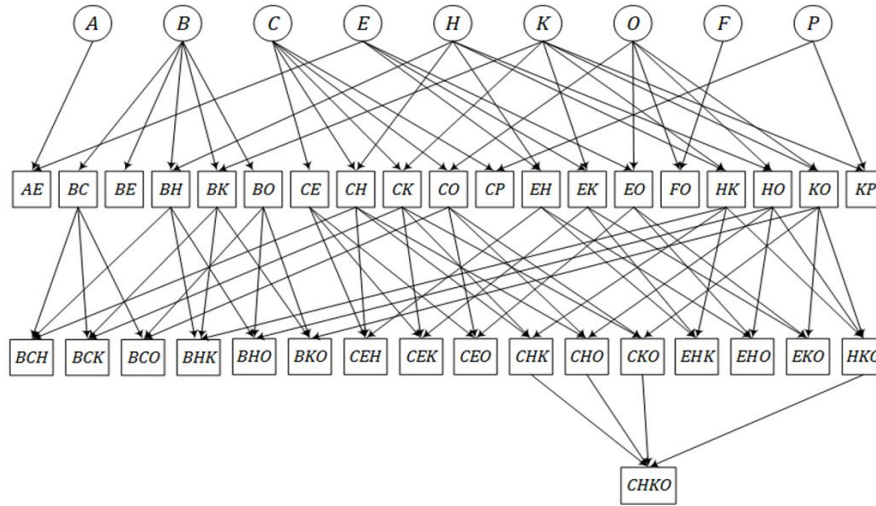 A B C E H K O F P
AE BC BE BH BK BO CE CH CK CO CP EH EK EO FO HK HO KO KP
BCH BCK BCO BHK BHO BKO CEH CEK CEO CHK CHO CKO EHK EHO EKO HKO
CHKO